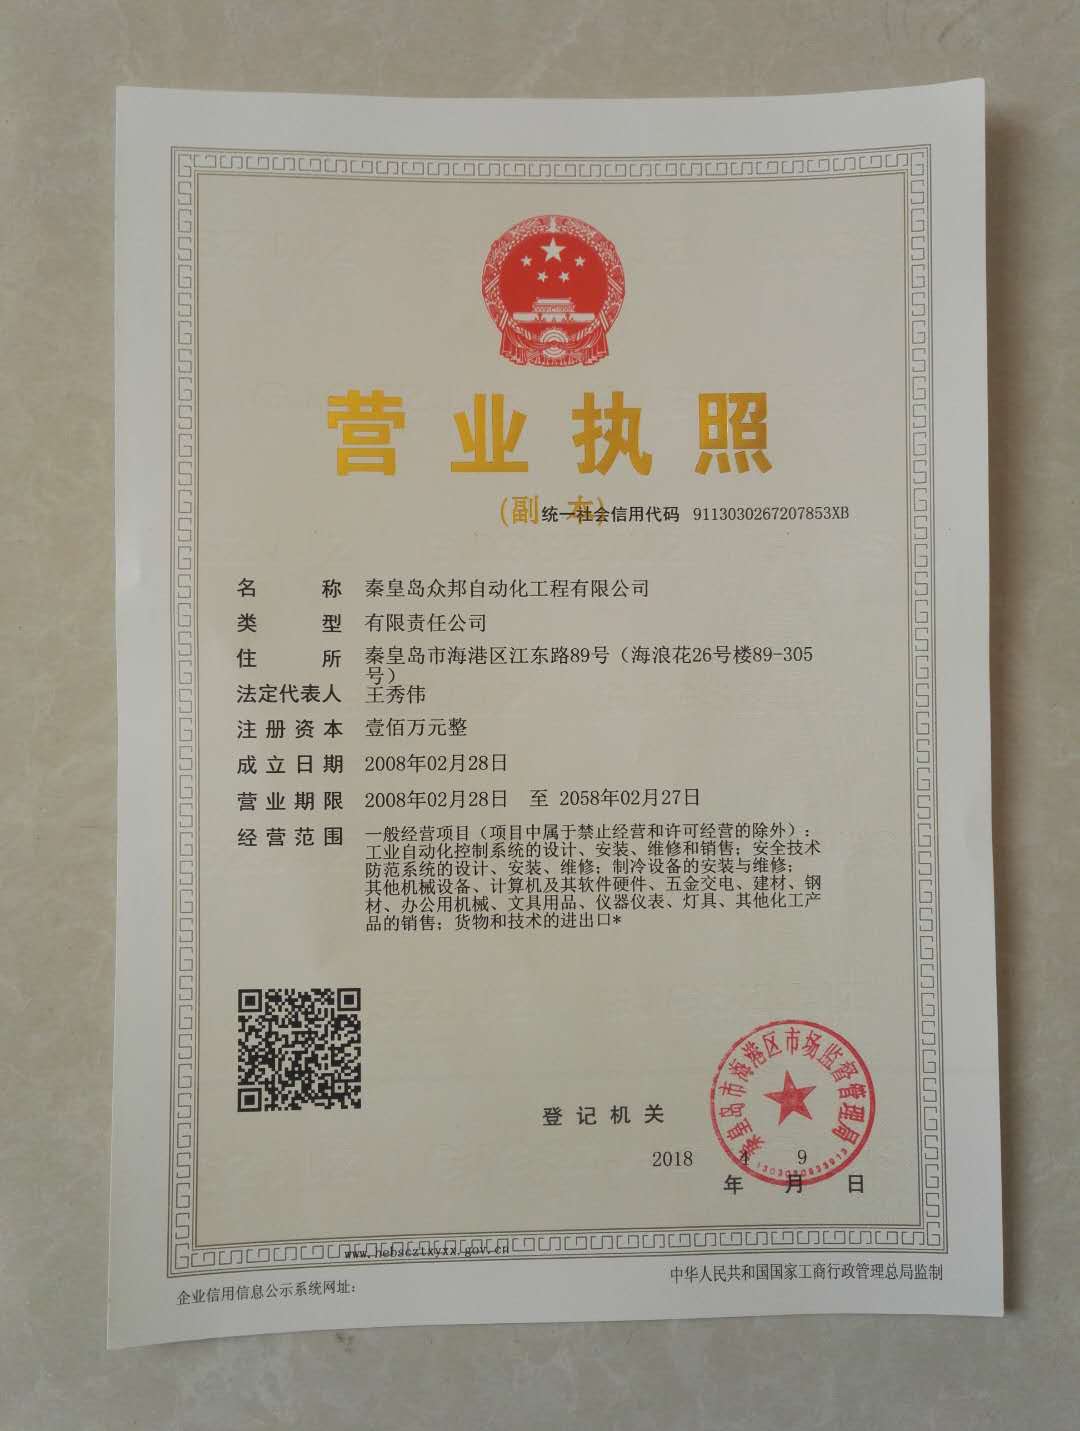 营业执照
(副 本)
统一社会信用代码 9113030267207853XB
名称 秦皇岛众邦自动化工程有限公司
类型 有限责任公司
住所 秦皇岛市海港区江东路89号（海浪花26号楼89-305
号）
法定代表人 王秀伟
注册资本 壹佰万元整
成立日期 2008年02月28日
营业期限 2008年02月28日 至 2058年02月27日
经营范围 一般经营项目（项目中属于禁止经营和许可经营的除外）：
工业自动化控制系统的设计、安装、维修和销售；安全技术
防范系统的设计、安装、维修；制冷设备的安装与维修；
其他机械设备、计算机及其软件硬件、五金交电、建材、钢
材、办公用机械、文具用品、仪器仪表、灯具、其他化工产
品的销售；货物和技术的进出口*
秦皇岛市海港区市场监督管理局
登记机关
2018 4 9
年 月 日
www.hebscztxyxx.gov.cn
企业信用信息公示系统网址：
中华人民共和国国家工商行政管理总局监制